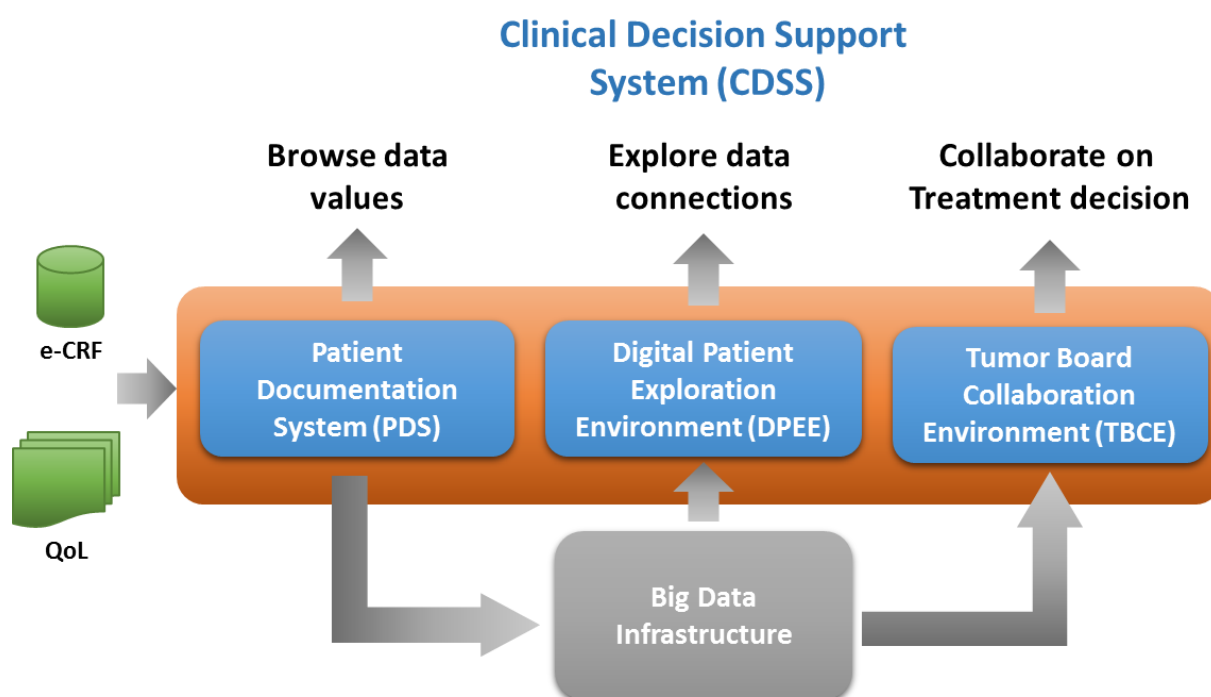 Clinical Decision Support
System (CDSS)
Browse data
values
Explore data
connections
Collaborate on
Treatment decision
e-CRF
QoL
Patient
Documentation
System (PDS)
Digital Patient
Exploration
Environment (DPEE)
Tumor Board
Collaboration
Environment (TBCE)
Big Data
Infrastructure